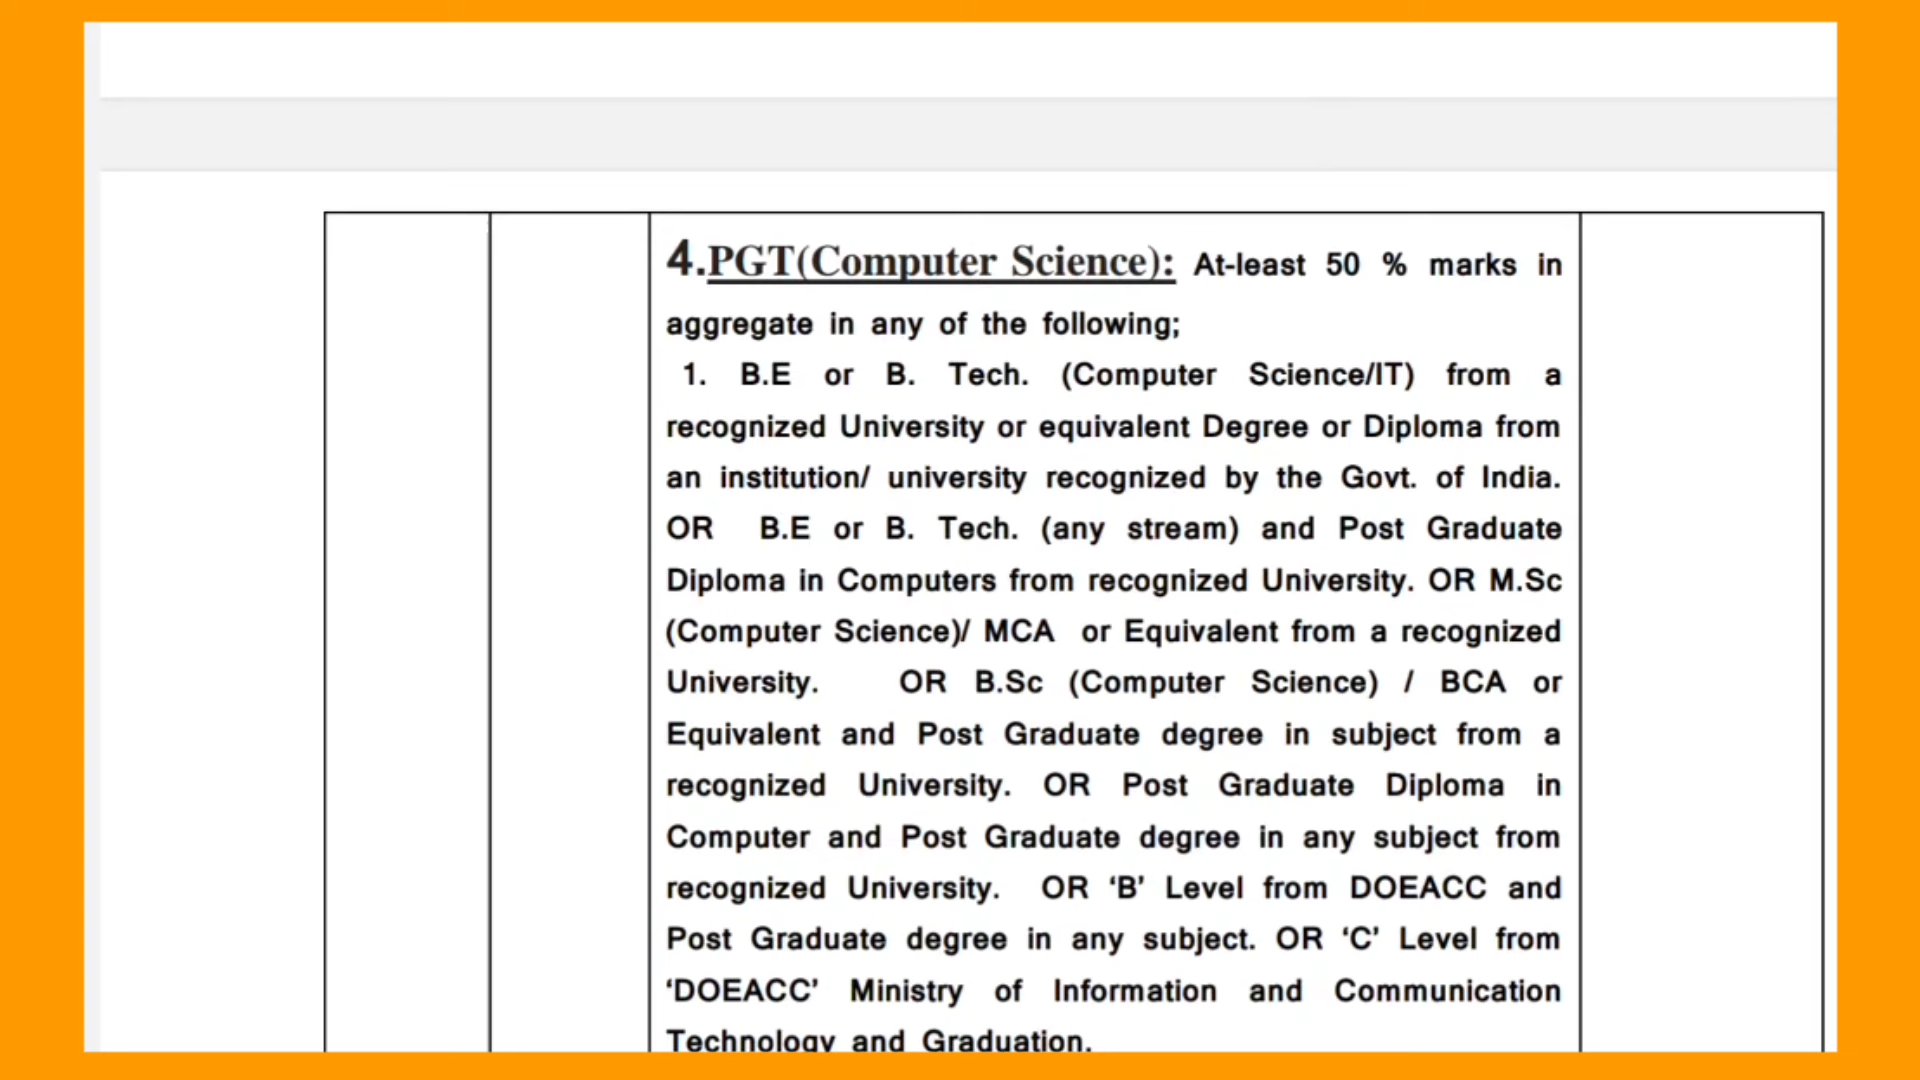 4.PGT(Computer Science): At-least 50 % marks in
aggregate in any of the following;
1. B.E or B. Tech. (Computer Science/IT) from a
recognized University or equivalent Degree or Diploma from
an institution/ university recognized by the Govt. of India.
OR B.E or B. Tech. (any stream) and Post Graduate
Diploma in Computers from recognized University. OR M.Sc
(Computer Science)/ MCA or Equivalent from a recognized
University. OR B.Sc (Computer Science) / BCA or
Equivalent and Post Graduate degree in subject from a
recognized University. OR Post Graduate Diploma in
Computer and Post Graduate degree in any subject from
recognized University. OR ‘B’ Level from DOEACC and
Post Graduate degree in any subject. OR ‘C’ Level from
‘DOEACC’ Ministry of Information and Communication
Technology and Graduation.